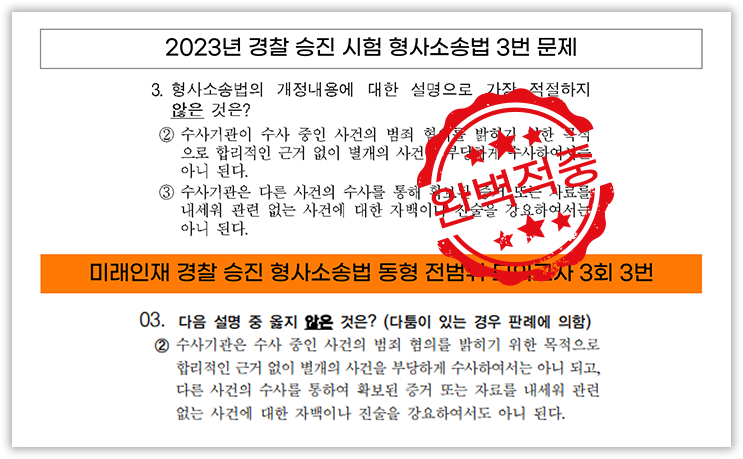 2023년 경찰 승진 시험 형사소송법 3번 문제
3. 형사소송법의 개정내용에 대한 설명으로 가장 적절하지
않은 것은?
② 수사기관이 수사 중인 사건의 범죄 혐의를 밝히기 위한 목적
으로 합리적인 근거 없이 별개의 사건을 부당하게 수사하여서는
아니 된다.
③ 수사기관은 다른 사건의 수사를 통해 확보된 증거 또는 자료를
내세워 관련 없는 사건에 대한 자백이나 진술을 강요하여서는
아니 된다.
완벽적중
미래인재 경찰 승진 형사소송법 동형 전범위 모의고사 3회 3번
03. 다음 설명 중 옳지 않은 것은? (다툼이 있는 경우 판례에 의함)
② 수사기관은 수사 중인 사건의 범죄 혐의를 밝히기 위한 목적으로
합리적인 근거 없이 별개의 사건을 부당하게 수사하여서는 아니 되고,
다른 사건의 수사를 통하여 확보된 증거 또는 자료를 내세워 관련
없는 사건에 대한 자백이나 진술을 강요하여서도 아니 된다.